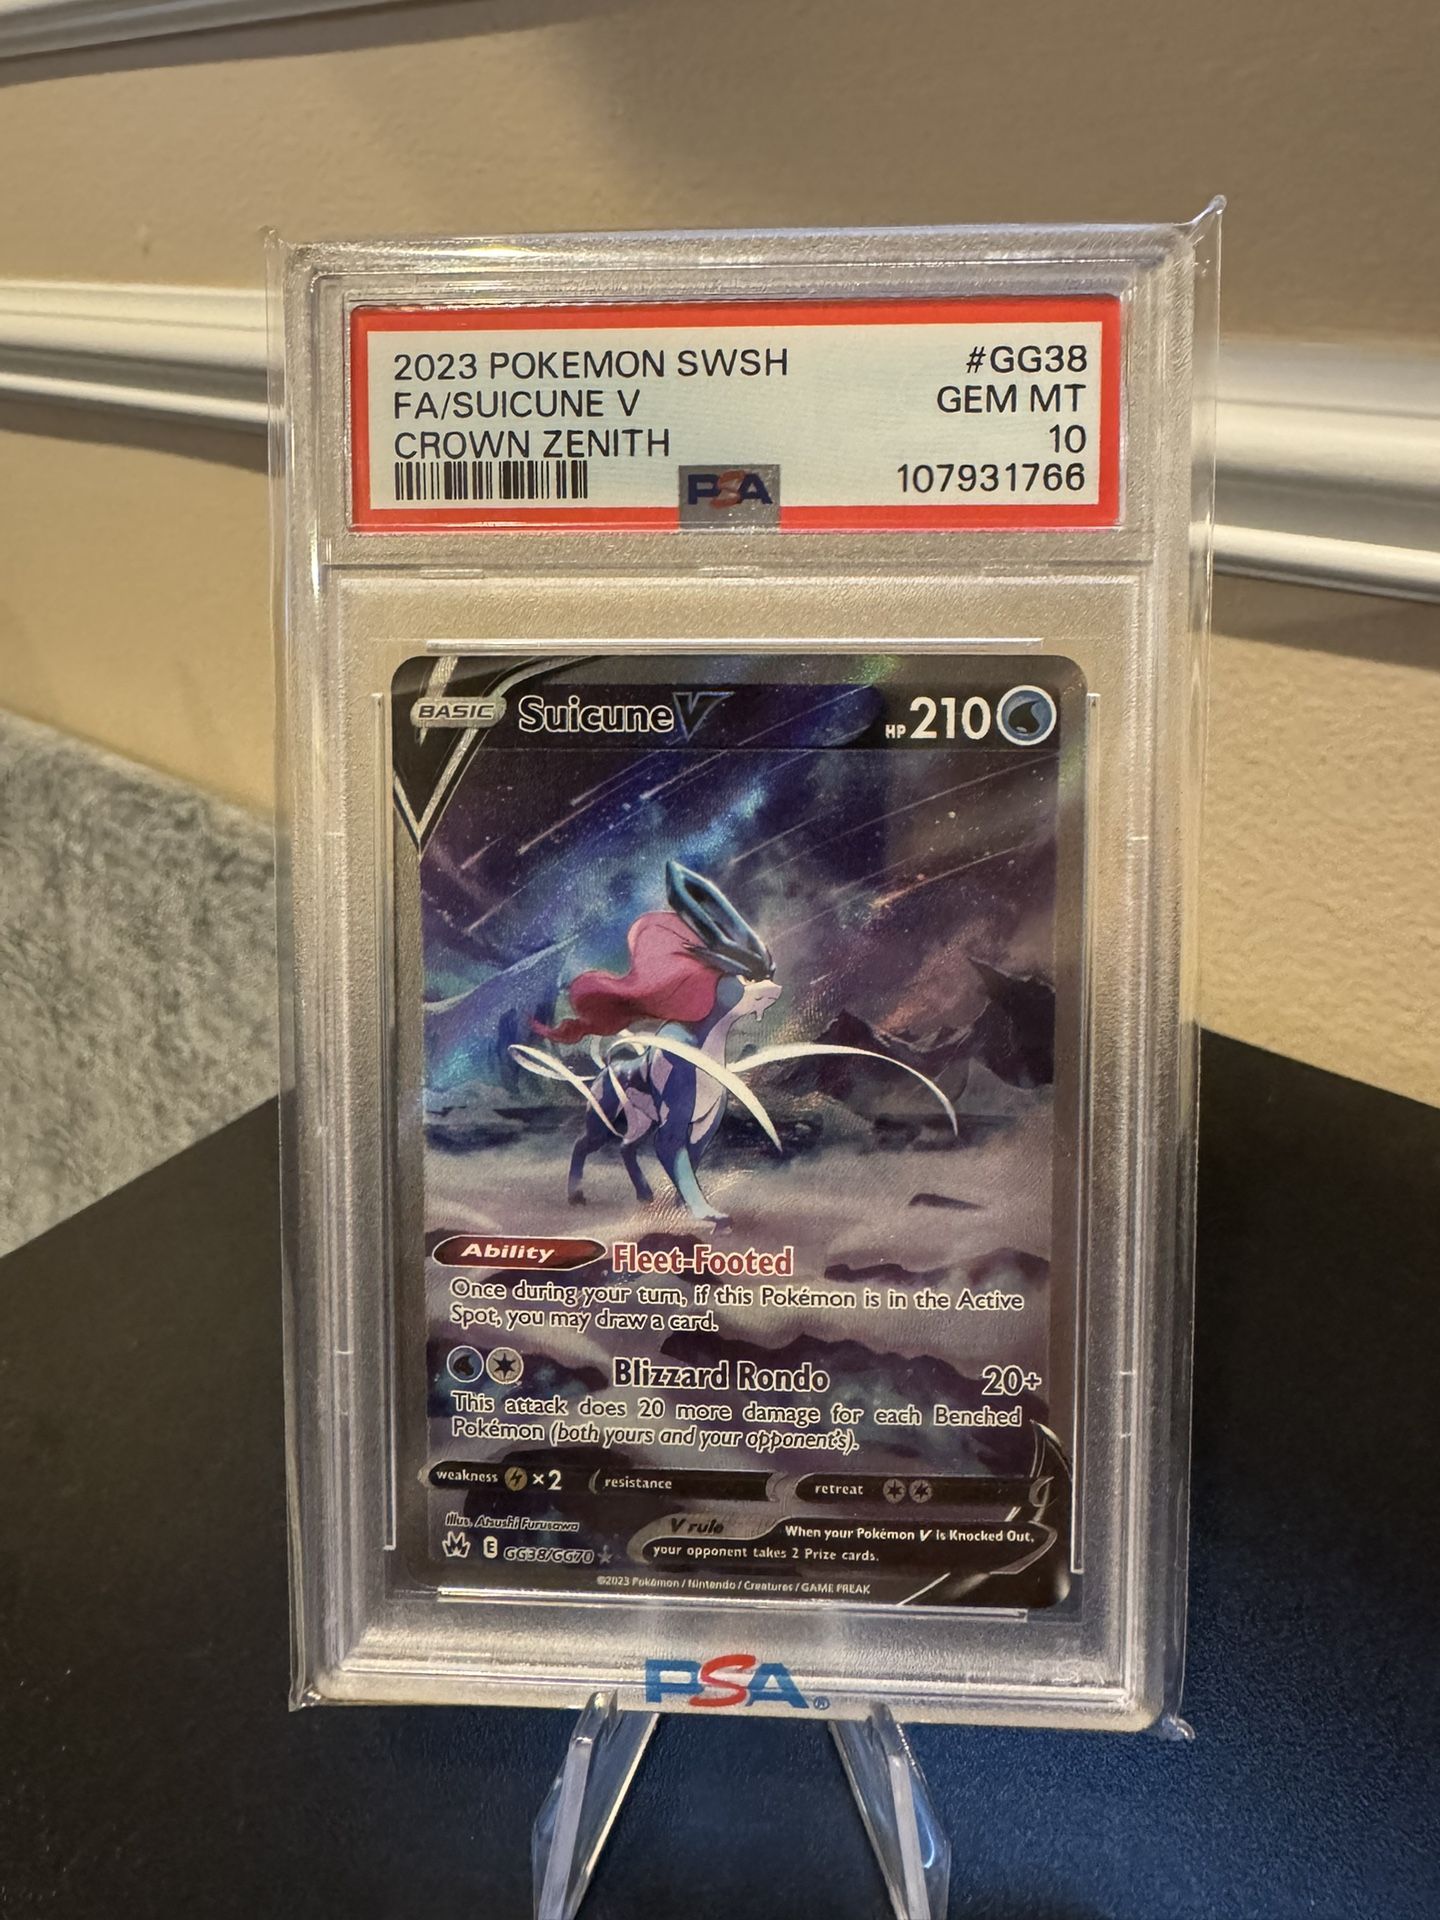 2023 POKEMON SWSH #GG38
FA/SUICUNE V GEM MT
CROWN ZENITH 10
PSA 107931766
BASIC Suicune V HP 210
Ability Fleet-Footed
Once during your turn, if this Pokémon is in the Active
Spot, you may draw a card.
Blizzard Rondo 20+
This attack does 20 more damage for each Benched
Pokémon (both yours and your opponent's).
weakness ×2 resistance retreat
Illus. Atsushi Furusawa
V rule When your Pokémon V is Knocked Out,
your opponent takes 2 Prize cards.
E GG38/GG70
©2023 Pokémon / Nintendo / Creatures / GAME FREAK
PSA®